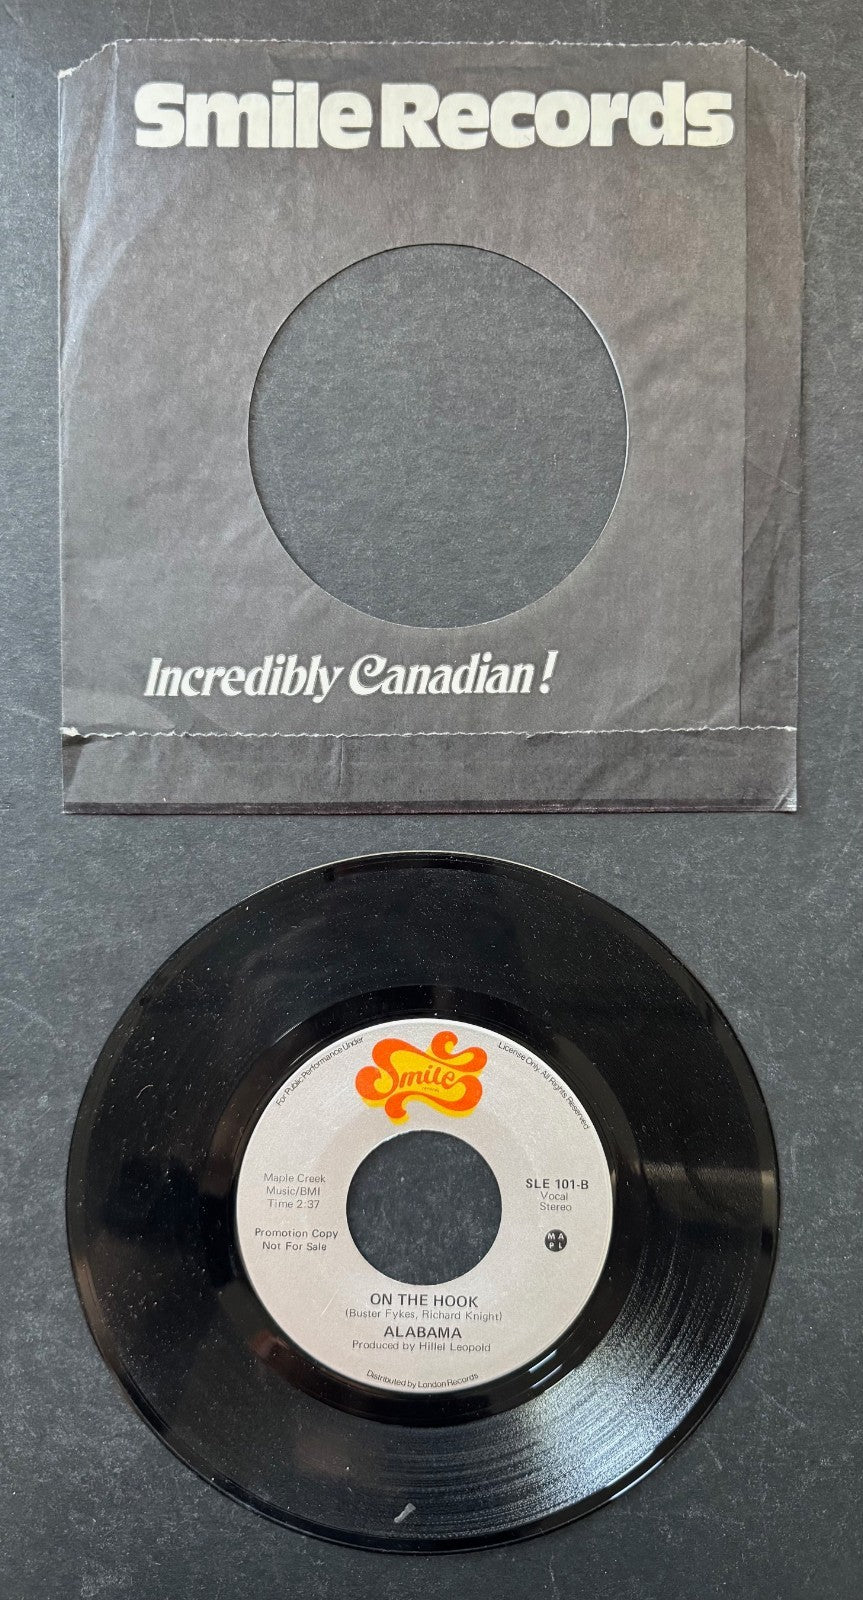 Smile Records
Incredibly Canadian!
For Public Performance Under
License Only. All Rights Reserved
Smile
records
Maple Creek
Music/BMI
Time 2:37
Promotion Copy
Not For Sale
SLE 101-B
Vocal
Stereo
M A
P L
ON THE HOOK
(Buster Fykes, Richard Knight)
ALABAMA
Produced by Hillel Leopold
Distributed by London Records